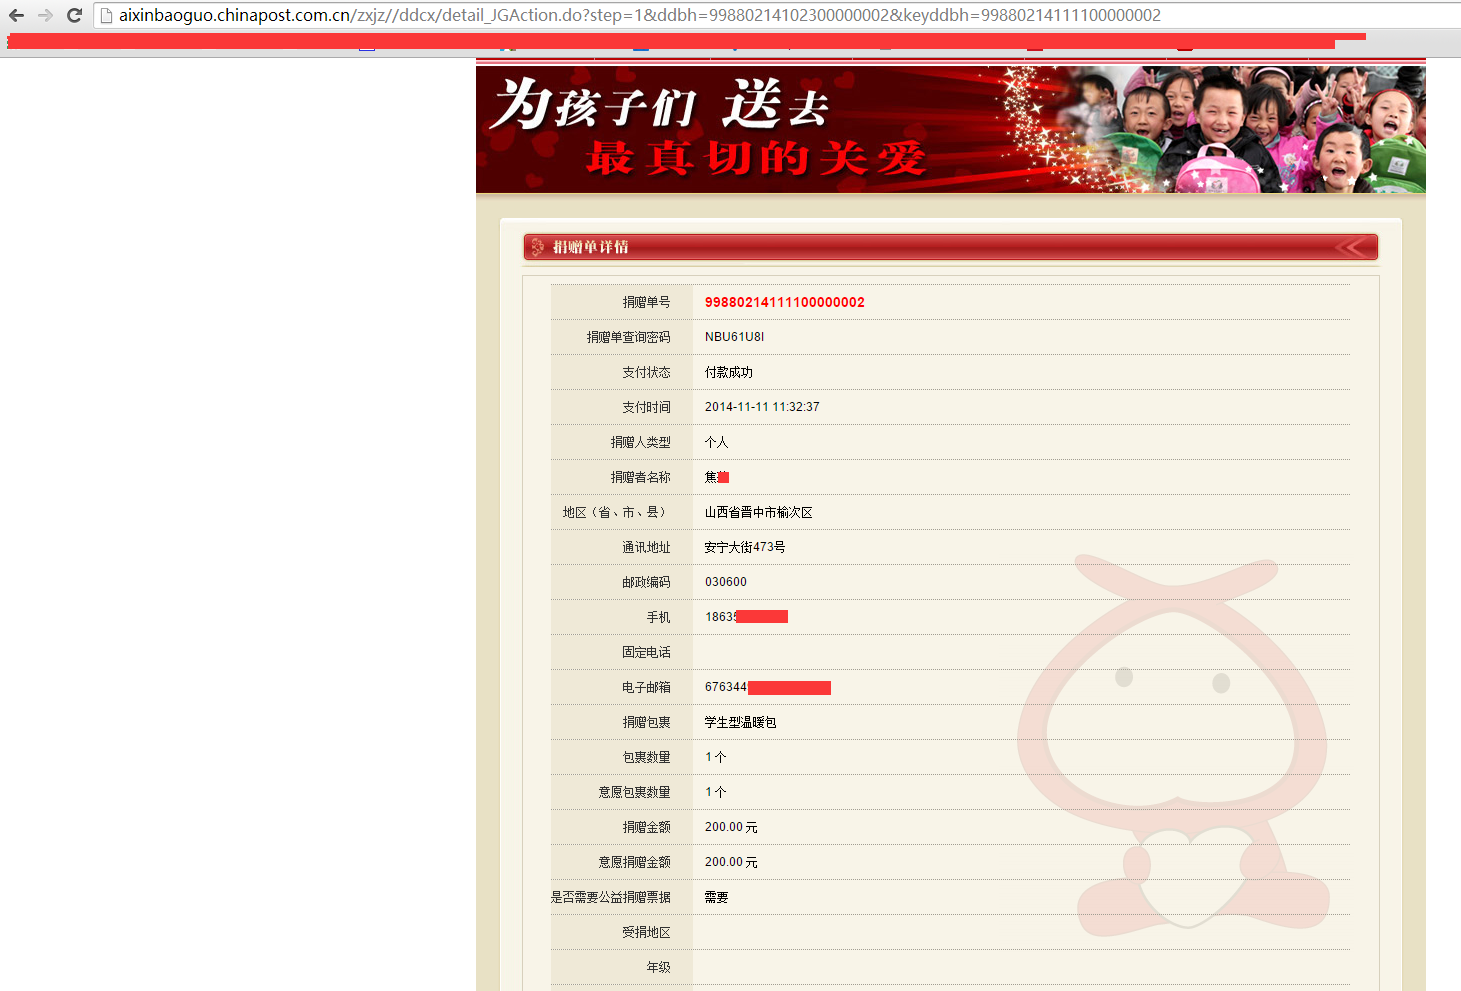 aixinbaoguo.chinapost.com.cn/zxjz//ddcx/detail_JGAction.do?step=1&ddbh=99880214102300000002&keyddbh=99880214111100000002
为孩子们 送去
最真切的关爱
捐赠单详情
捐赠单号 99880214111100000002
捐赠单查询密码 NBU61U8I
支付状态 付款成功
支付时间 2014-11-11 11:32:37
捐赠人类型 个人
捐赠者名称 焦
地区（省、市、县） 山西省晋中市榆次区
通讯地址 安宁大街473号
邮政编码 030600
手机 1863
固定电话
电子邮箱 676344
捐赠包裹 学生型温暖包
包裹数量 1 个
意愿包裹数量 1 个
捐赠金额 200.00 元
意愿捐赠金额 200.00 元
是否需要公益捐赠票据 需要
受捐地区
年级